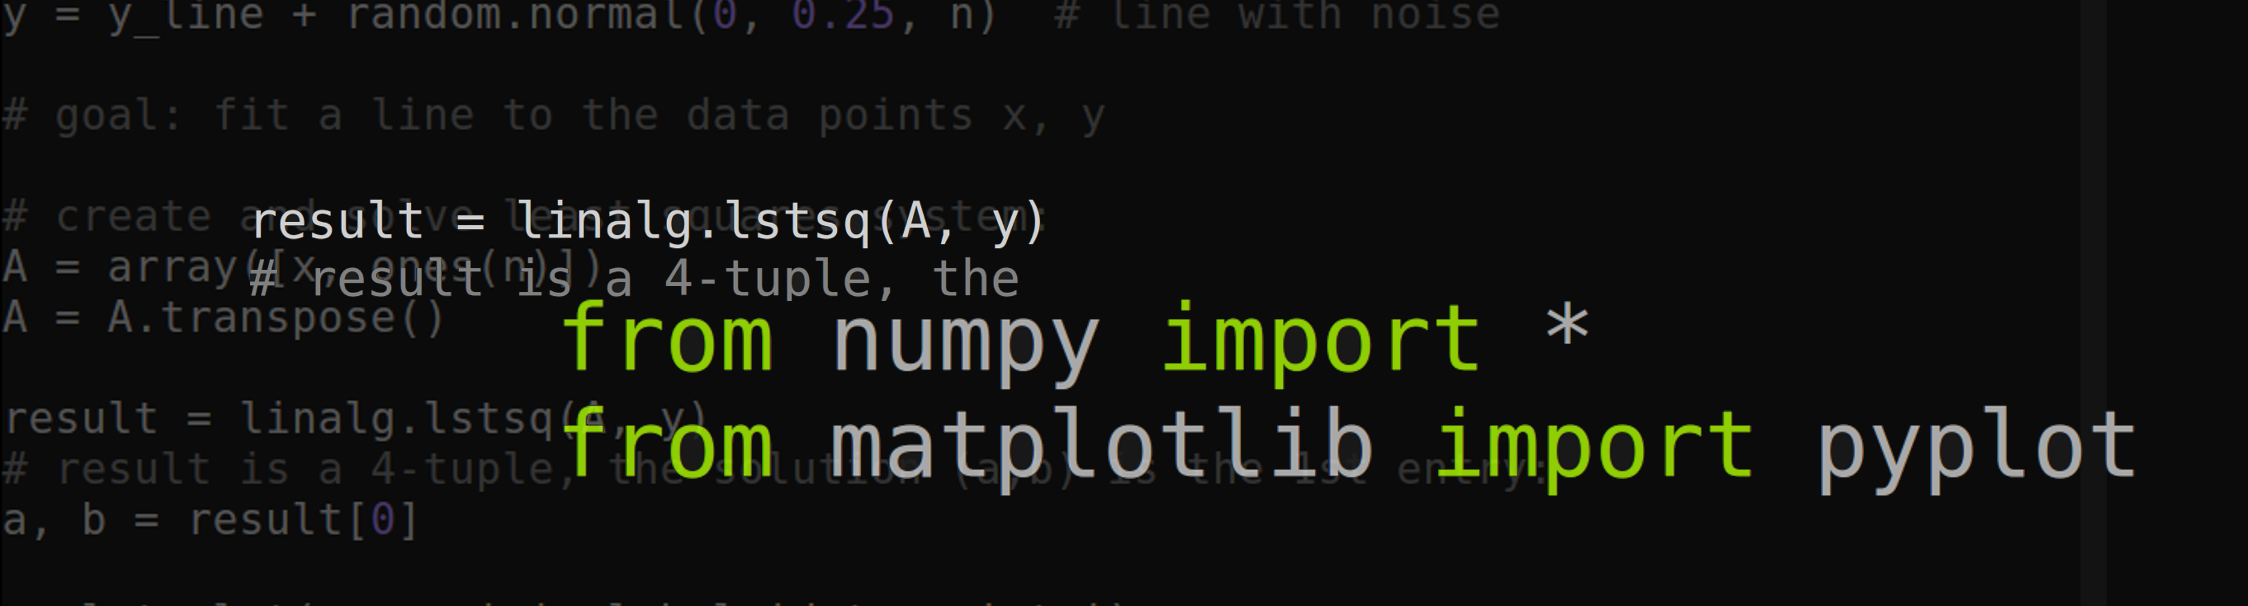 y = y_line + random.normal(0, 0.25, n)  # line with noise
# goal: fit a line to the data points x, y
# create and solve least squares system:
A = array([x, ones(n)])
A = A.transpose()
result = linalg.lstsq(A, y)
# result is a 4-tuple, the solution (a,b) is the 1st entry:
a, b = result[0]
result = linalg.lstsq(A, y)
# result is a 4-tuple, the
from numpy import *
from matplotlib import pyplot